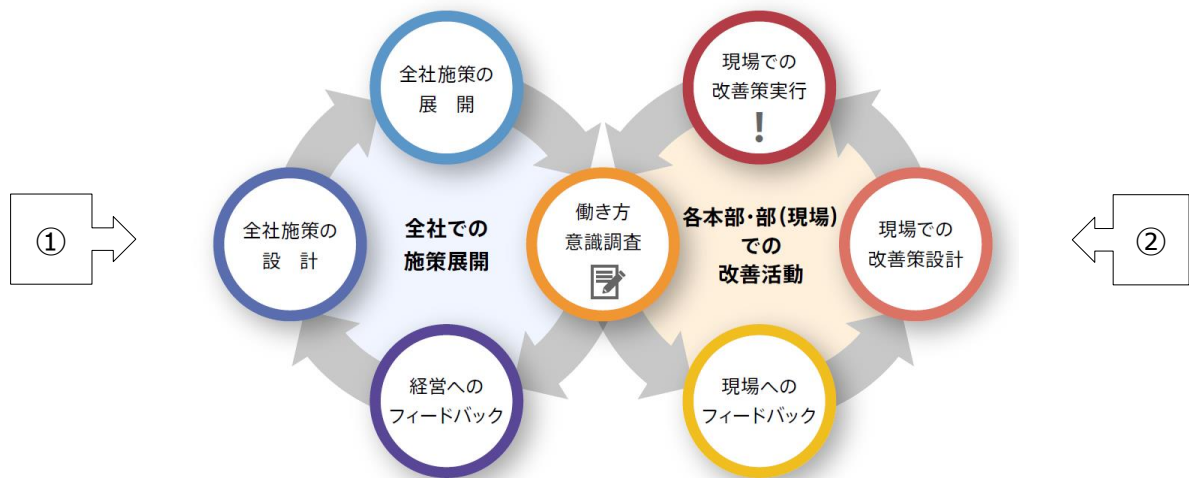 全社施策の
展　開
現場での
改善策実行
!
①
全社施策の
設　計
全社での
施策展開
働き方
意識調査
各本部・部(現場)
での
改善活動
現場での
改善策設計
②
経営への
フィードバック
現場への
フィードバック